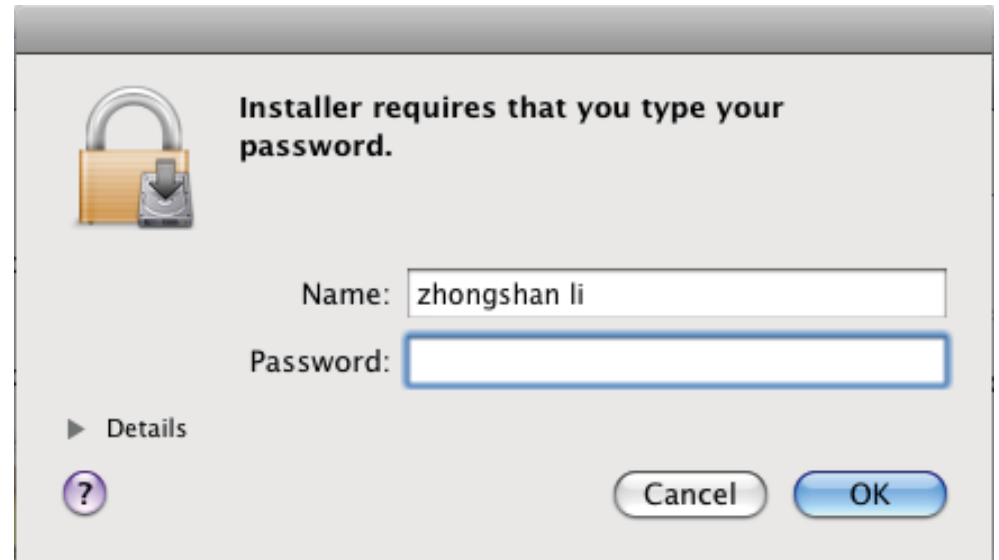 Installer requires that you type your
password.
Name: zhongshan li
Password:
Details
? Cancel OK